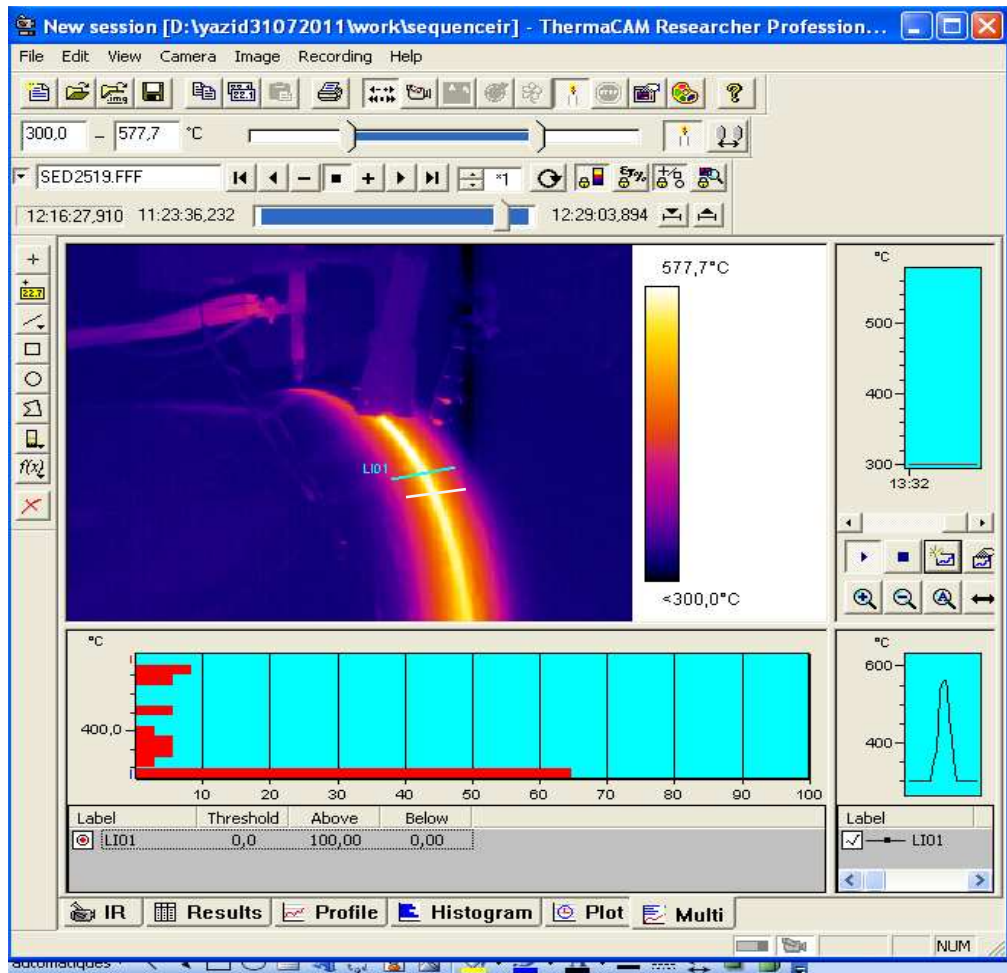 New session [D:\yazid31072011\work\sequenceir] - ThermaCAM Researcher Profession...
File Edit View Camera Image Recording Help
300,0 - 577,7 °C
SED2519.FFF *1
12:16:27,910 11:23:36,232 12:29:03,894
22.7
f(x)
LI01
577,7°C
<300,0°C
°C
500
400
300
13:32
°C
400,0
10 20 30 40 50 60 70 80 90 100
Label Threshold Above Below
LI01 0,0 100,00 0,00
°C
600
400
Label
LI01
IR Results Profile Histogram Plot Multi
NUM
automatiques